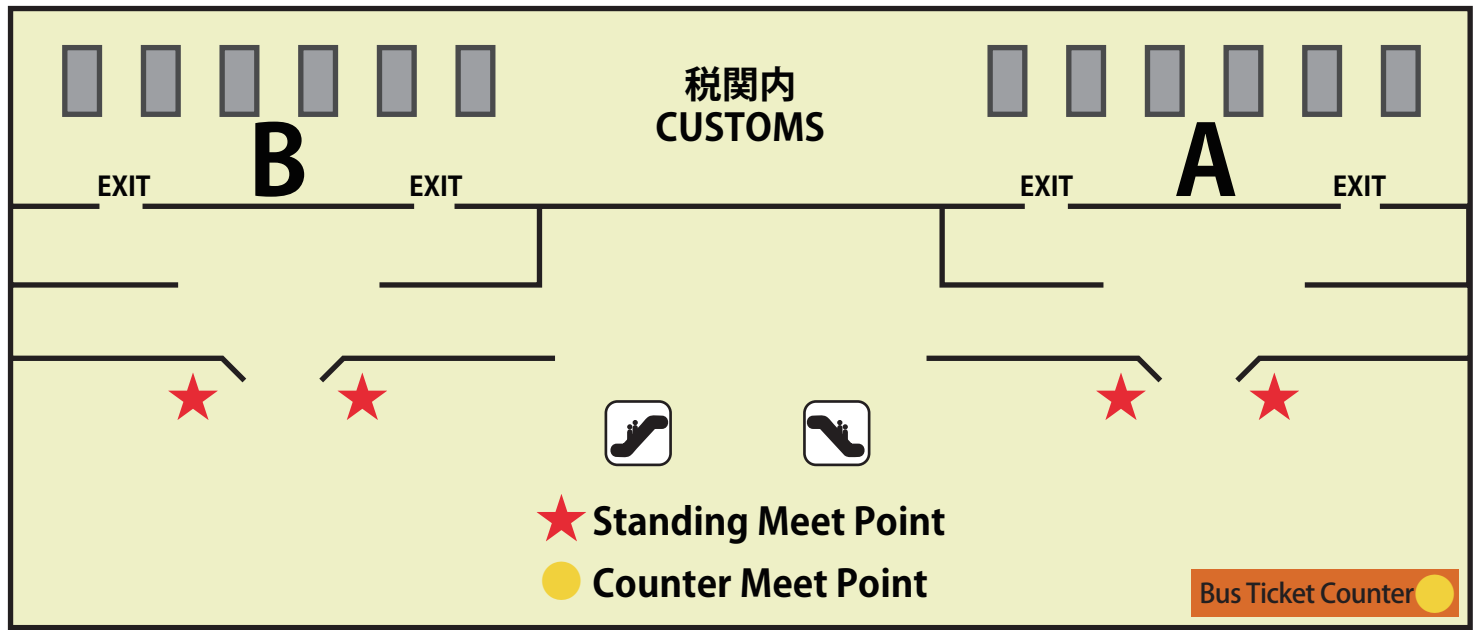 税関内
CUSTOMS
B
A
EXIT
EXIT
EXIT
EXIT
Standing Meet Point
Counter Meet Point
Bus Ticket Counter